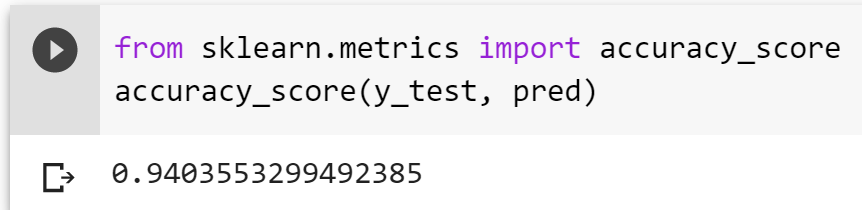 from sklearn.metrics import accuracy_score
accuracy_score(y_test, pred)
0.9403553299492385